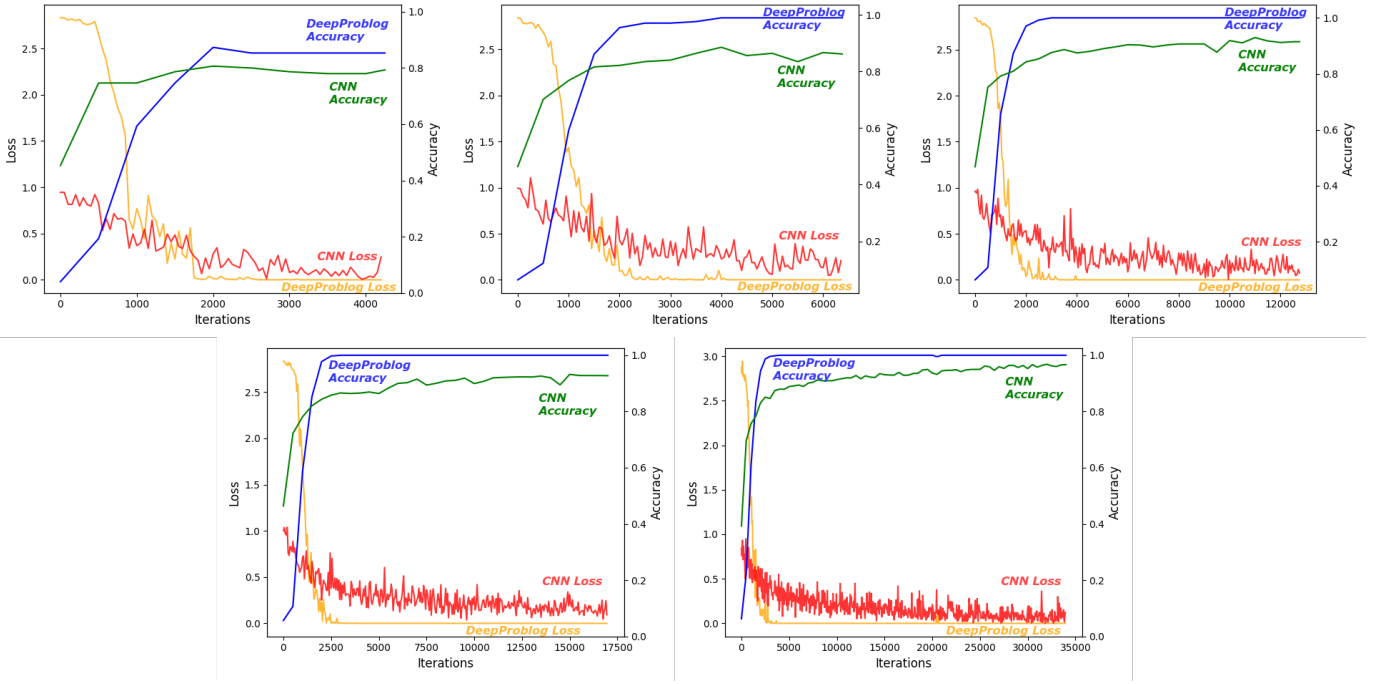 DeepProblog
Accuracy
CNN
Accuracy
CNN Loss
DeepProblog Loss
Loss
Accuracy
Iterations
0.0
0.5
1.0
1.5
2.0
2.5
0.0
0.2
0.4
0.6
0.8
1.0
0
1000
2000
3000
4000
DeepProblog
Accuracy
CNN
Accuracy
CNN Loss
DeepProblog Loss
Loss
Accuracy
Iterations
0.0
0.5
1.0
1.5
2.0
2.5
0.2
0.4
0.6
0.8
1.0
0
1000
2000
3000
4000
5000
6000
DeepProblog
Accuracy
CNN
Accuracy
CNN Loss
DeepProblog Loss
Loss
Accuracy
Iterations
0.0
0.5
1.0
1.5
2.0
2.5
0.2
0.4
0.6
0.8
1.0
0
2000
4000
6000
8000
10000
12000
DeepProblog
Accuracy
CNN
Accuracy
CNN Loss
DeepProblog Loss
Loss
Accuracy
Iterations
0.0
0.5
1.0
1.5
2.0
2.5
0.0
0.2
0.4
0.6
0.8
1.0
0
2500
5000
7500
10000
12500
15000
17500
DeepProblog
Accuracy
CNN
Accuracy
CNN Loss
DeepProblog Loss
Loss
Accuracy
Iterations
0.0
0.5
1.0
1.5
2.0
2.5
3.0
0.0
0.2
0.4
0.6
0.8
1.0
0
5000
10000
15000
20000
25000
30000
35000